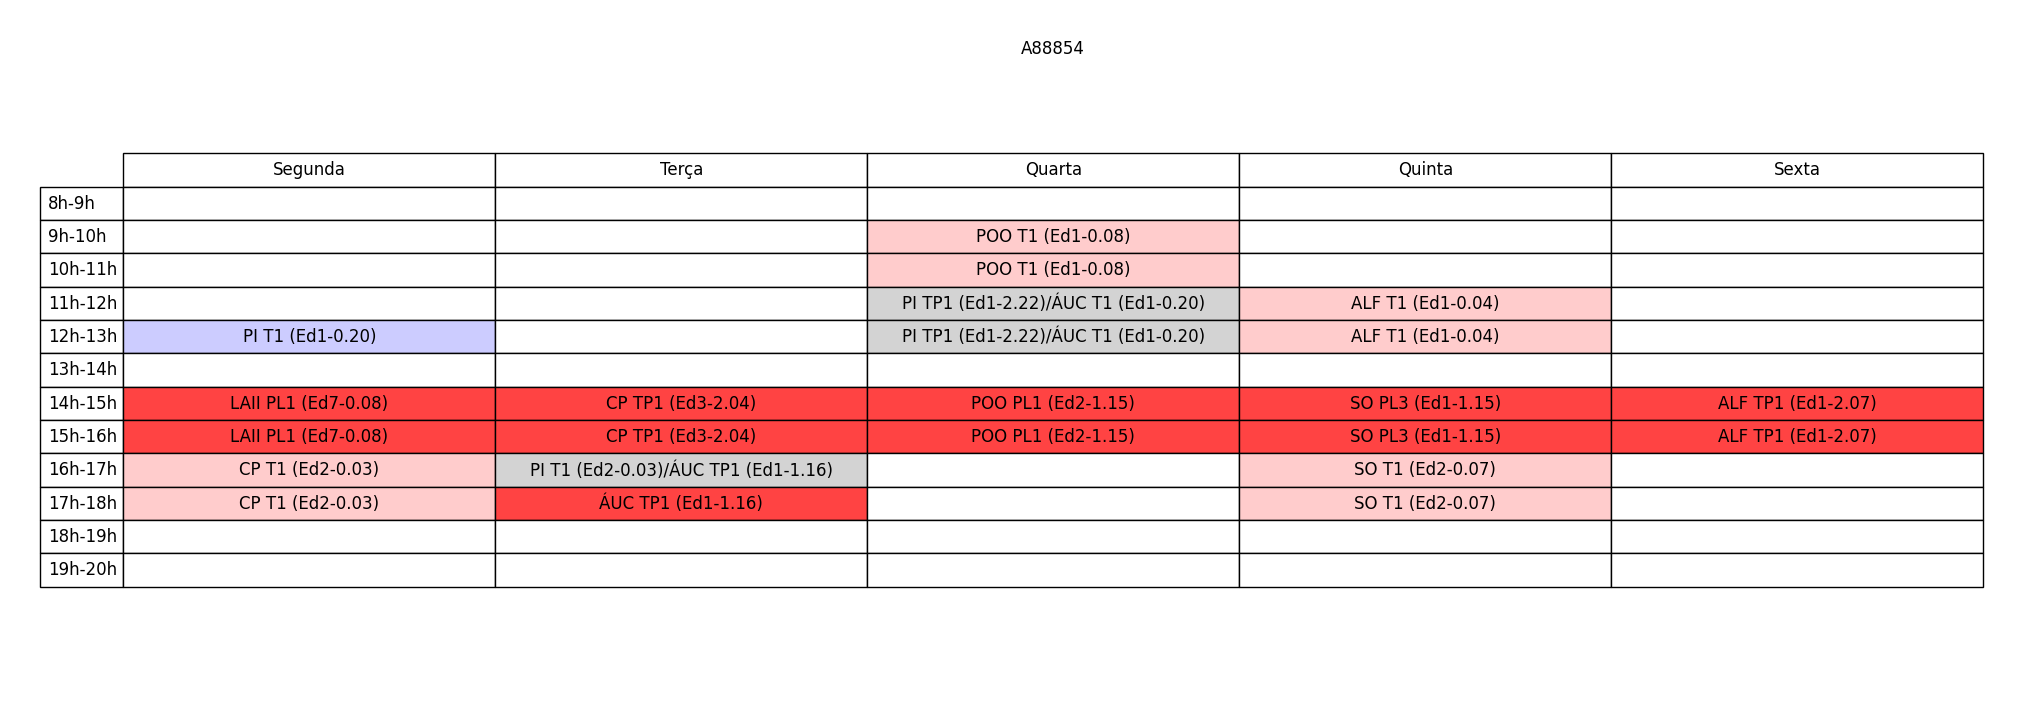 A88854
Segunda Terça Quarta Quinta Sexta
8h-9h
9h-10h POO T1 (Ed1-0.08)
10h-11h POO T1 (Ed1-0.08)
11h-12h PI TP1 (Ed1-2.22)/ÁUC T1 (Ed1-0.20) ALF T1 (Ed1-0.04)
12h-13h PI T1 (Ed1-0.20) PI TP1 (Ed1-2.22)/ÁUC T1 (Ed1-0.20) ALF T1 (Ed1-0.04)
13h-14h
14h-15h LAII PL1 (Ed7-0.08) CP TP1 (Ed3-2.04) POO PL1 (Ed2-1.15) SO PL3 (Ed1-1.15) ALF TP1 (Ed1-2.07)
15h-16h LAII PL1 (Ed7-0.08) CP TP1 (Ed3-2.04) POO PL1 (Ed2-1.15) SO PL3 (Ed1-1.15) ALF TP1 (Ed1-2.07)
16h-17h CP T1 (Ed2-0.03) PI T1 (Ed2-0.03)/ÁUC TP1 (Ed1-1.16) SO T1 (Ed2-0.07)
17h-18h CP T1 (Ed2-0.03) ÁUC TP1 (Ed1-1.16) SO T1 (Ed2-0.07)
18h-19h
19h-20h